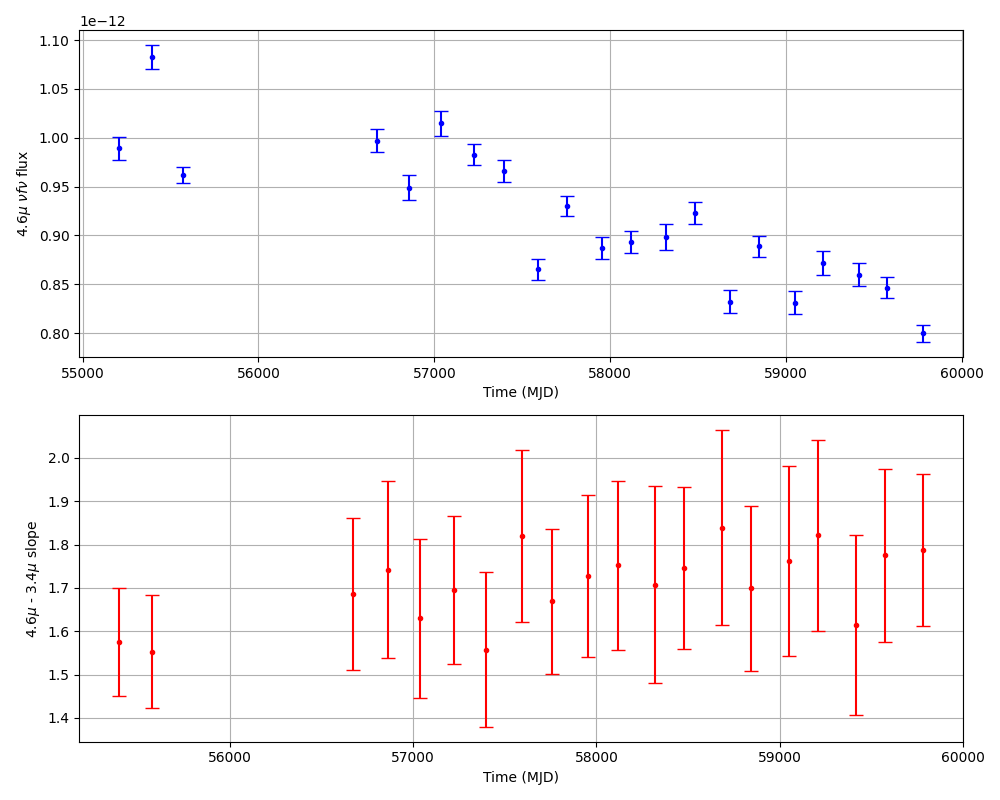 1e−12
1.10
1.05
1.00
0.95
0.90
0.85
0.80
4.6μ νfν flux
55000 56000 57000 58000 59000 60000
Time (MJD)
2.0
1.9
1.8
1.7
1.6
1.5
1.4
4.6μ - 3.4μ slope
56000 57000 58000 59000 60000
Time (MJD)